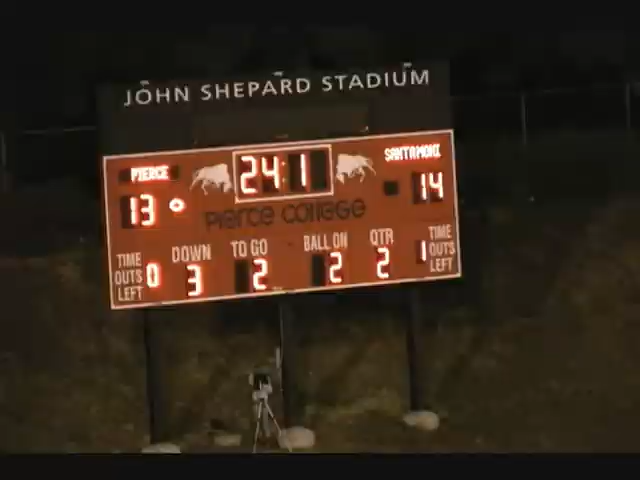 JOHN SHEPARD STADIUM
PIERCE 24:1 SANTAMONI
13 14
Pierce College
TIME OUTS LEFT 0 DOWN 3 TO GO 2 BALL ON 2 QTR 2 1 TIME OUTS LEFT